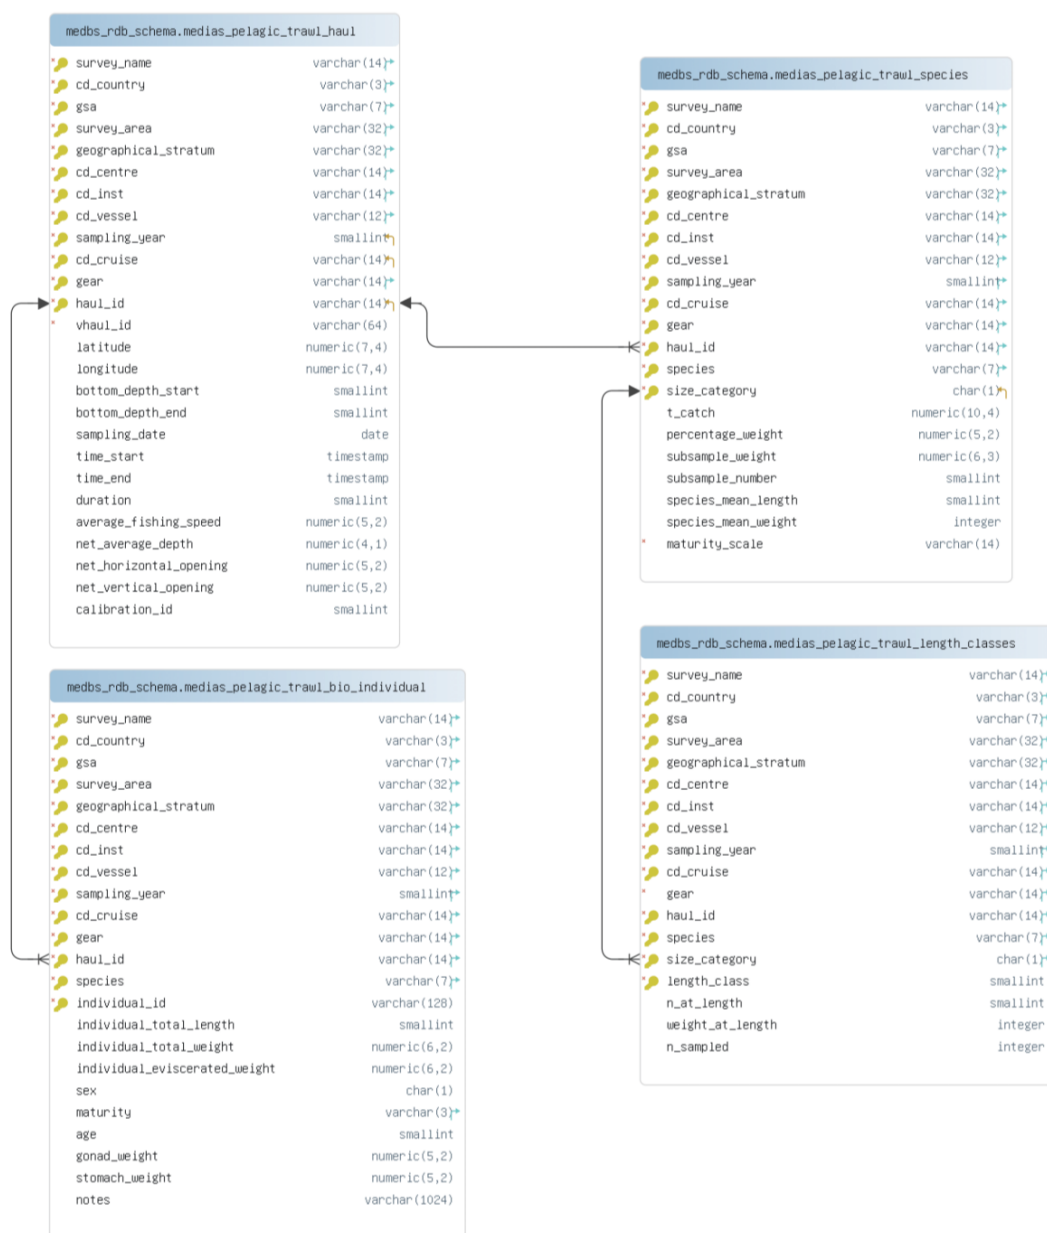 medbs_rdb_schema.medias_pelagic_trawl_haul
survey_name varchar(14)
cd_country varchar(3)
gsa varchar(7)
survey_area varchar(32)
geographical_stratum varchar(32)
cd_centre varchar(14)
cd_inst varchar(14)
cd_vessel varchar(12)
sampling_year smallint
cd_cruise varchar(14)
gear varchar(14)
haul_id varchar(14)
vhaul_id varchar(64)
latitude numeric(7,4)
longitude numeric(7,4)
bottom_depth_start smallint
bottom_depth_end smallint
sampling_date date
time_start timestamp
time_end timestamp
duration smallint
average_fishing_speed numeric(5,2)
net_average_depth numeric(4,1)
net_horizontal_opening numeric(5,2)
net_vertical_opening numeric(5,2)
calibration_id smallint
medbs_rdb_schema.medias_pelagic_trawl_species
survey_name varchar(14)
cd_country varchar(3)
gsa varchar(7)
survey_area varchar(32)
geographical_stratum varchar(32)
cd_centre varchar(14)
cd_inst varchar(14)
cd_vessel varchar(12)
sampling_year smallint
cd_cruise varchar(14)
gear varchar(14)
haul_id varchar(14)
species varchar(7)
size_category char(1)
t_catch numeric(10,4)
percentage_weight numeric(5,2)
subsample_weight numeric(6,3)
subsample_number smallint
species_mean_length smallint
species_mean_weight integer
maturity_scale varchar(14)
medbs_rdb_schema.medias_pelagic_trawl_bio_individual
survey_name varchar(14)
cd_country varchar(3)
gsa varchar(7)
survey_area varchar(32)
geographical_stratum varchar(32)
cd_centre varchar(14)
cd_inst varchar(14)
cd_vessel varchar(12)
sampling_year smallint
cd_cruise varchar(14)
gear varchar(14)
haul_id varchar(14)
species varchar(7)
individual_id varchar(128)
individual_total_length smallint
individual_total_weight numeric(6,2)
individual_eviscerated_weight numeric(6,2)
sex char(1)
maturity varchar(3)
age smallint
gonad_weight numeric(5,2)
stomach_weight numeric(5,2)
notes varchar(1024)
medbs_rdb_schema.medias_pelagic_trawl_length_classes
survey_name varchar(14)
cd_country varchar(3)
gsa varchar(7)
survey_area varchar(32)
geographical_stratum varchar(32)
cd_centre varchar(14)
cd_inst varchar(14)
cd_vessel varchar(12)
sampling_year smallint
cd_cruise varchar(14)
gear varchar(14)
haul_id varchar(14)
species varchar(7)
size_category char(1)
length_class smallint
n_at_length smallint
weight_at_length integer
n_sampled integer